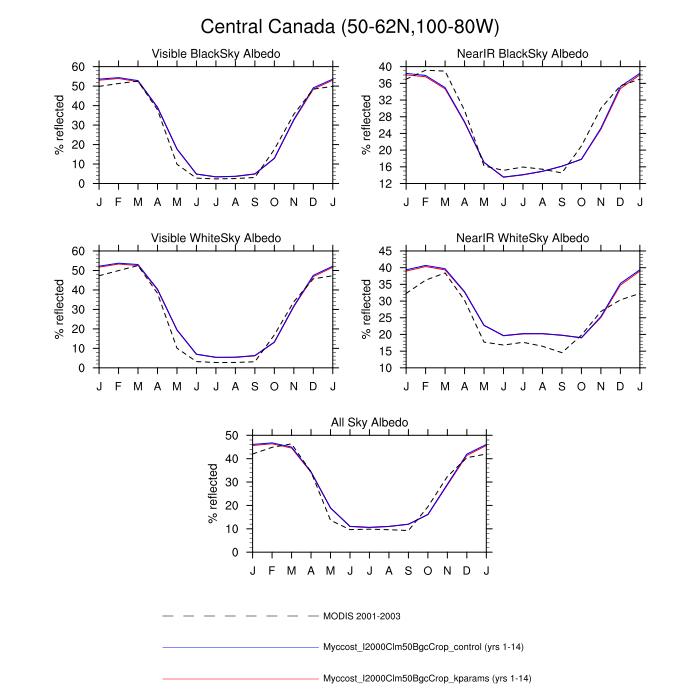 Central Canada (50-62N,100-80W)
Visible BlackSky Albedo
% reflected
60
50
40
30
20
10
0
J F M A M J J A S O N D J
NearIR BlackSky Albedo
% reflected
40
36
32
28
24
20
16
12
J F M A M J J A S O N D J
Visible WhiteSky Albedo
% reflected
60
50
40
30
20
10
0
J F M A M J J A S O N D J
NearIR WhiteSky Albedo
% reflected
45
40
35
30
25
20
15
10
J F M A M J J A S O N D J
All Sky Albedo
% reflected
50
40
30
20
10
0
J F M A M J J A S O N D J
MODIS 2001-2003
Myccost_I2000Clm50BgcCrop_control (yrs 1-14)
Myccost_I2000Clm50BgcCrop_kparams (yrs 1-14)